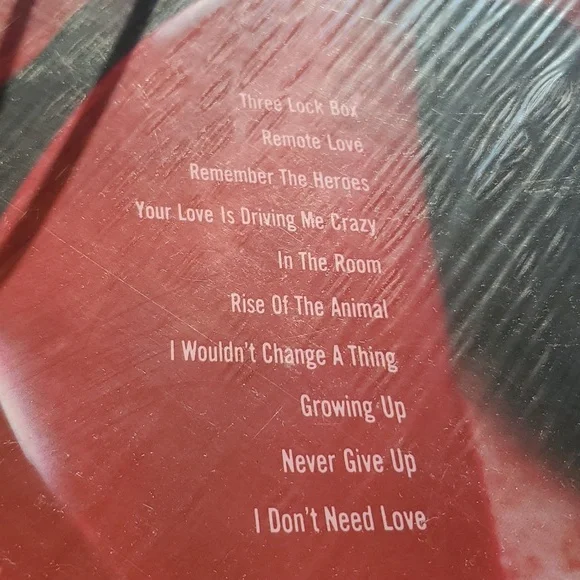 Three Lock Box
Remote Love
Remember The Heroes
Your Love Is Driving Me Crazy
In The Room
Rise Of The Animal
I Wouldn't Change A Thing
Growing Up
Never Give Up
I Don't Need Love